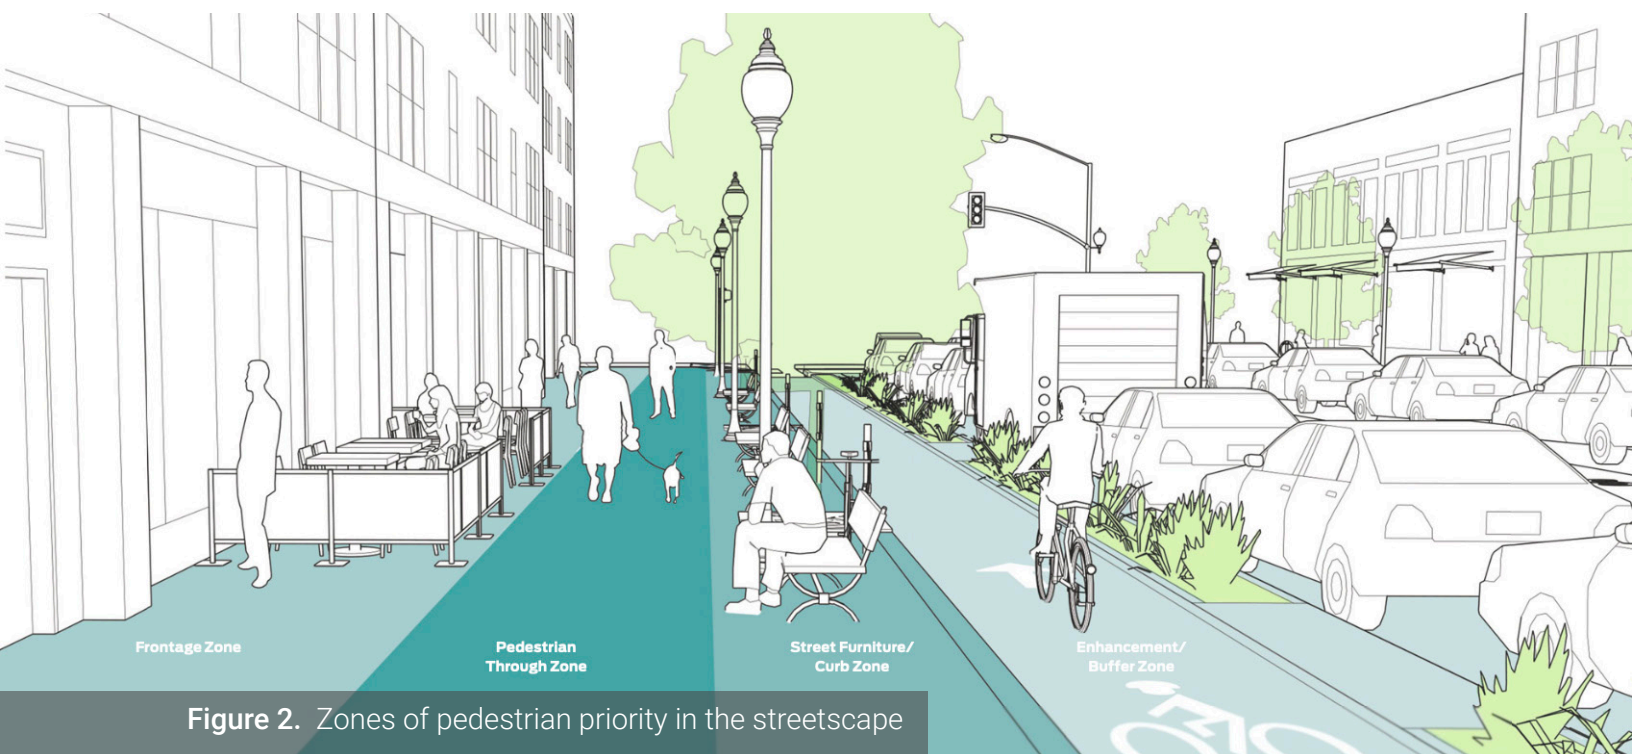 Frontage Zone
Pedestrian
Through Zone
Street Furniture/
Curb Zone
Enhancement/
Buffer Zone
Figure 2. Zones of pedestrian priority in the streetscape